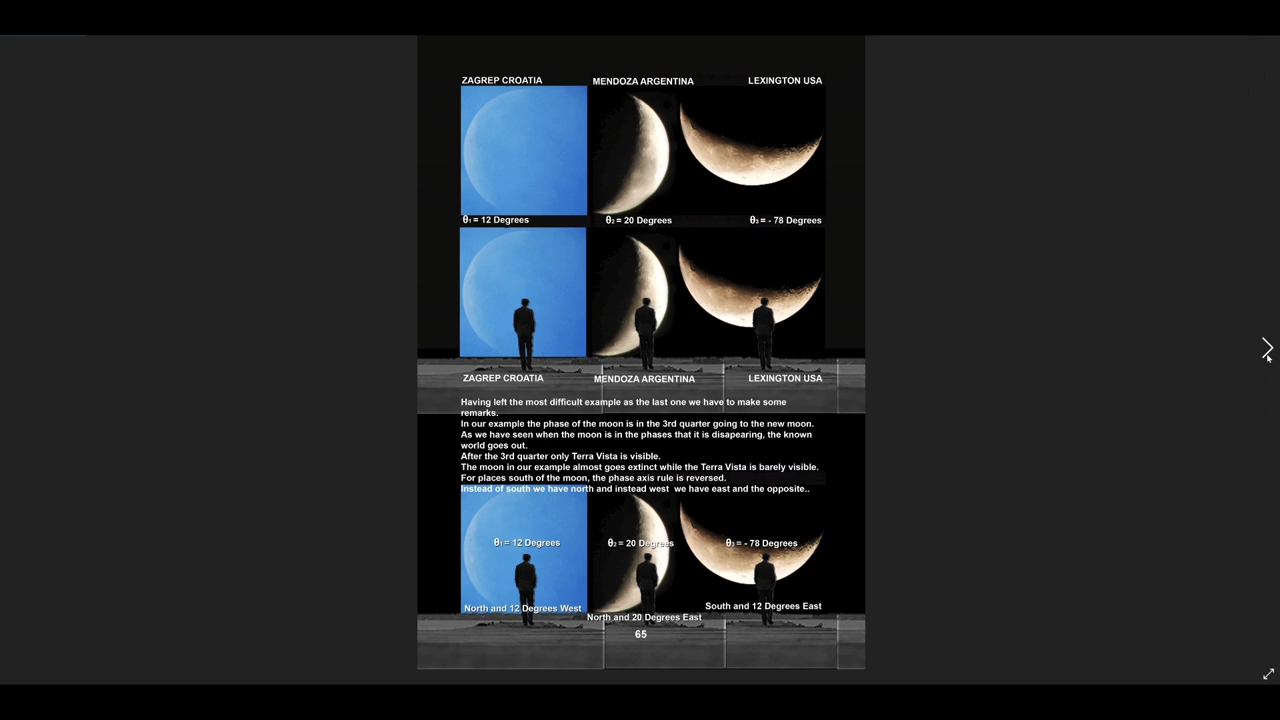 ZAGREP CROATIA MENDOZA ARGENTINA LEXINGTON USA
θ₁ = 12 Degrees θ₂ = 20 Degrees θ₃ = - 78 Degrees
ZAGREP CROATIA MENDOZA ARGENTINA LEXINGTON USA
Having left the most difficult example as the last one we have to make some
remarks.
In our example the phase of the moon is in the 3rd quarter going to the new moon.
As we have seen when the moon is in the phases that it is disapearing, the known
world goes out.
After the 3rd quarter only Terra Vista is visible.
The moon in our example almost goes extinct while the Terra Vista is barely visible.
For places south of the moon, the phase axis rule is reversed.
Instead of south we have north and instead west we have east and the opposite..
θ₁ = 12 Degrees θ₂ = 20 Degrees θ₃ = - 78 Degrees
North and 12 Degrees West North and 20 Degrees East South and 12 Degrees East
65